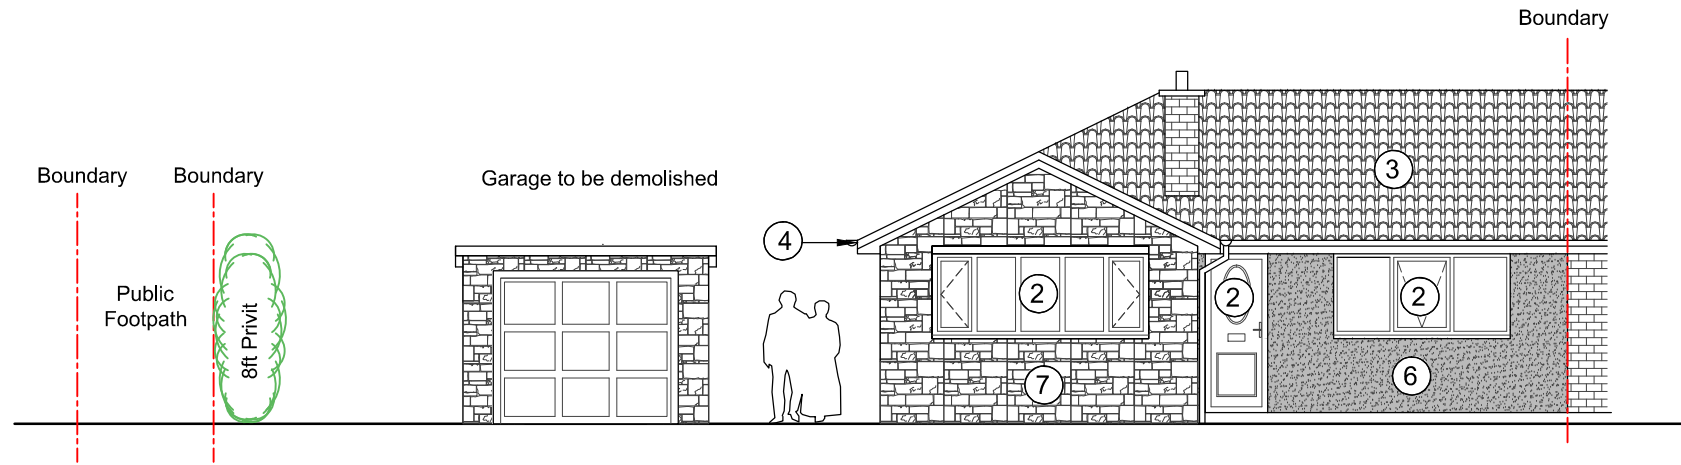 Boundary
Boundary
Boundary
Garage to be demolished
Public
Footpath
8ft Privit
4
3
2
2
2
7
6